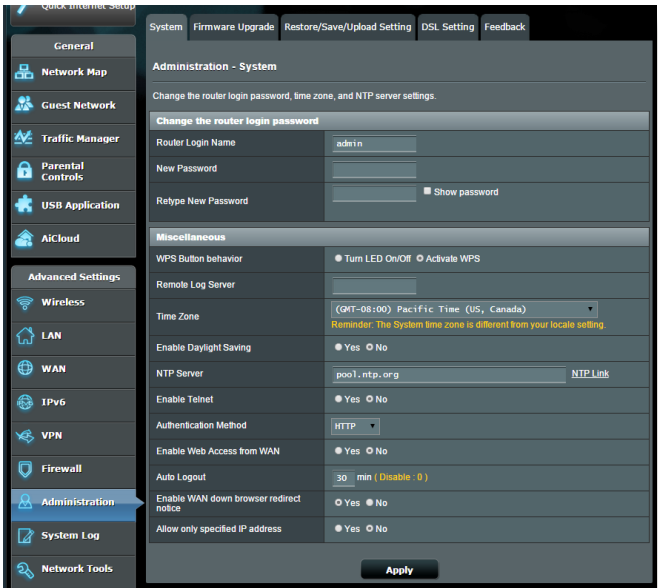 Quick Internet Setup
General
Network Map
Guest Network
Traffic Manager
Parental
Controls
USB Application
AiCloud
Advanced Settings
Wireless
LAN
WAN
IPv6
VPN
Firewall
Administration
System Log
Network Tools
System Firmware Upgrade Restore/Save/Upload Setting DSL Setting Feedback
Administration - System
Change the router login password, time zone, and NTP server settings.
Change the router login password
Router Login Name admin
New Password
Retype New Password Show password
Miscellaneous
WPS Button behavior Turn LED On/Off Activate WPS
Remote Log Server
Time Zone (GMT-08:00) Pacific Time (US, Canada)
Reminder: The System time zone is different from your locale setting.
Enable Daylight Saving Yes No
NTP Server pool.ntp.org NTP Link
Enable Telnet Yes No
Authentication Method HTTP
Enable Web Access from WAN Yes No
Auto Logout 30 min ( Disable : 0 )
Enable WAN down browser redirect
notice Yes No
Allow only specified IP address Yes No
Apply